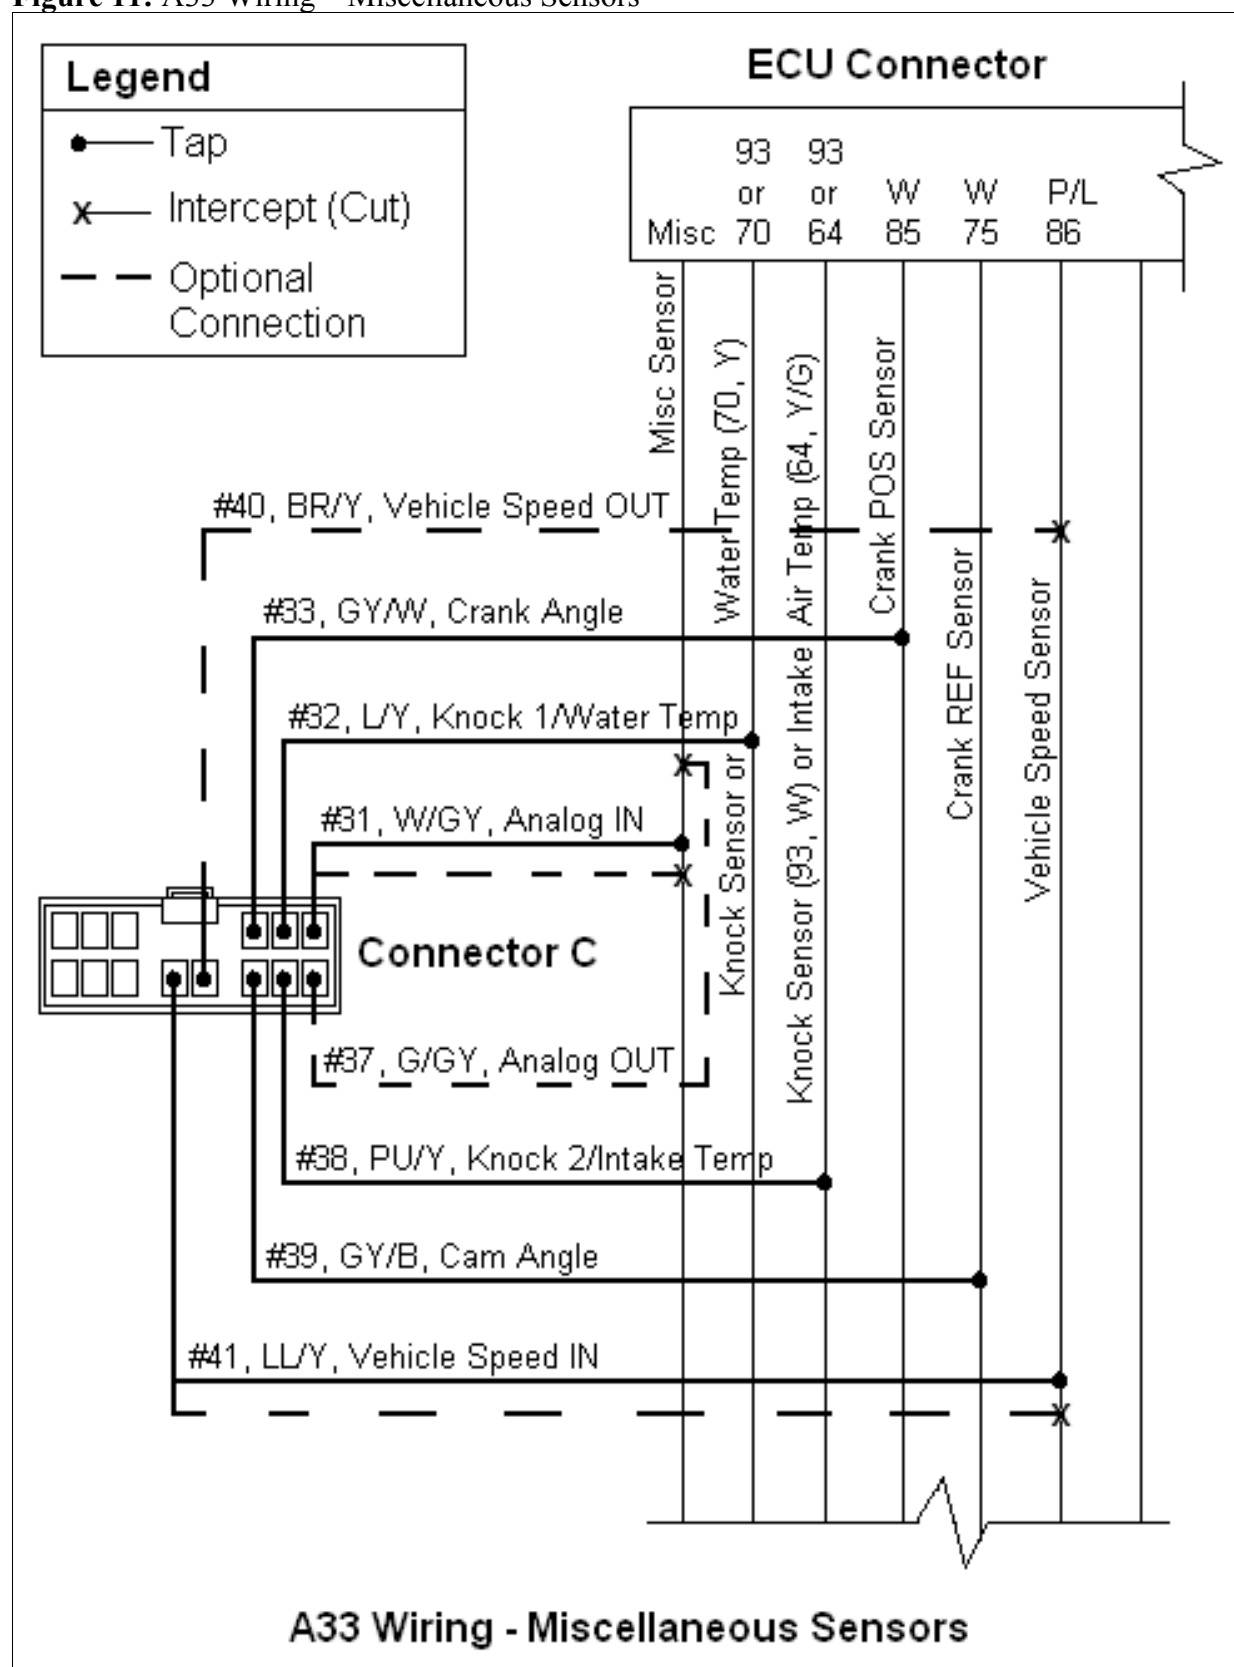 Figure 11: A33 Wiring – Miscellaneous Sensors
Legend
Tap
Intercept (Cut)
Optional
Connection
ECU Connector
93 93
or or W W P/L
Misc 70 64 85 75 86
Misc Sensor
Knock Sensor or Water Temp (70, Y)
Knock Sensor (93, W) or Intake Air Temp (64, Y/G)
Crank POS Sensor
Crank REF Sensor
Vehicle Speed Sensor
#40, BR/Y, Vehicle Speed OUT
#33, GY/W, Crank Angle
#32, L/Y, Knock 1/Water Temp
#31, W/GY, Analog IN
Connector C
#37, G/GY, Analog OUT
#38, PU/Y, Knock 2/Intake Temp
#39, GY/B, Cam Angle
#41, LL/Y, Vehicle Speed IN
A33 Wiring - Miscellaneous Sensors